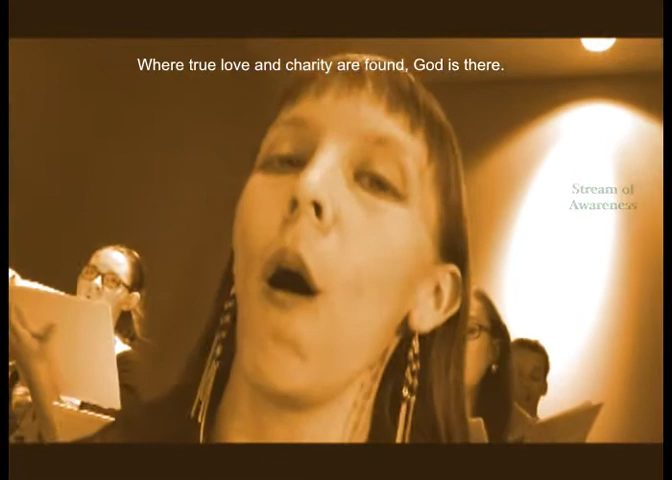 Where true love and charity are found, God is there.
Stream of
Awareness